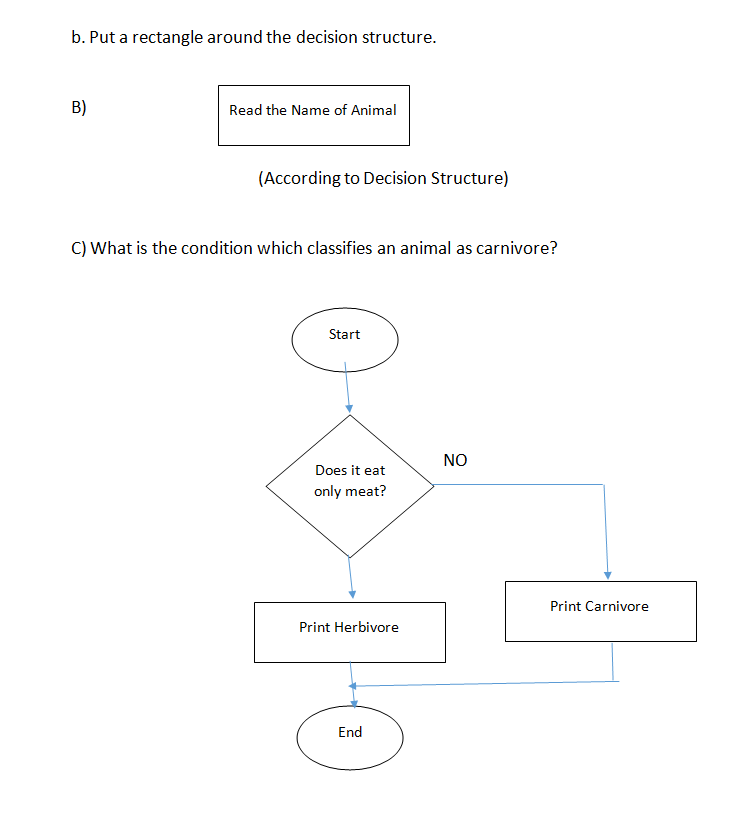 b. Put a rectangle around the decision structure.
B)
Read the Name of Animal
(According to Decision Structure)
C) What is the condition which classifies an animal as carnivore?
Start
NO
Does it eat
only meat?
Print Carnivore
Print Herbivore
End